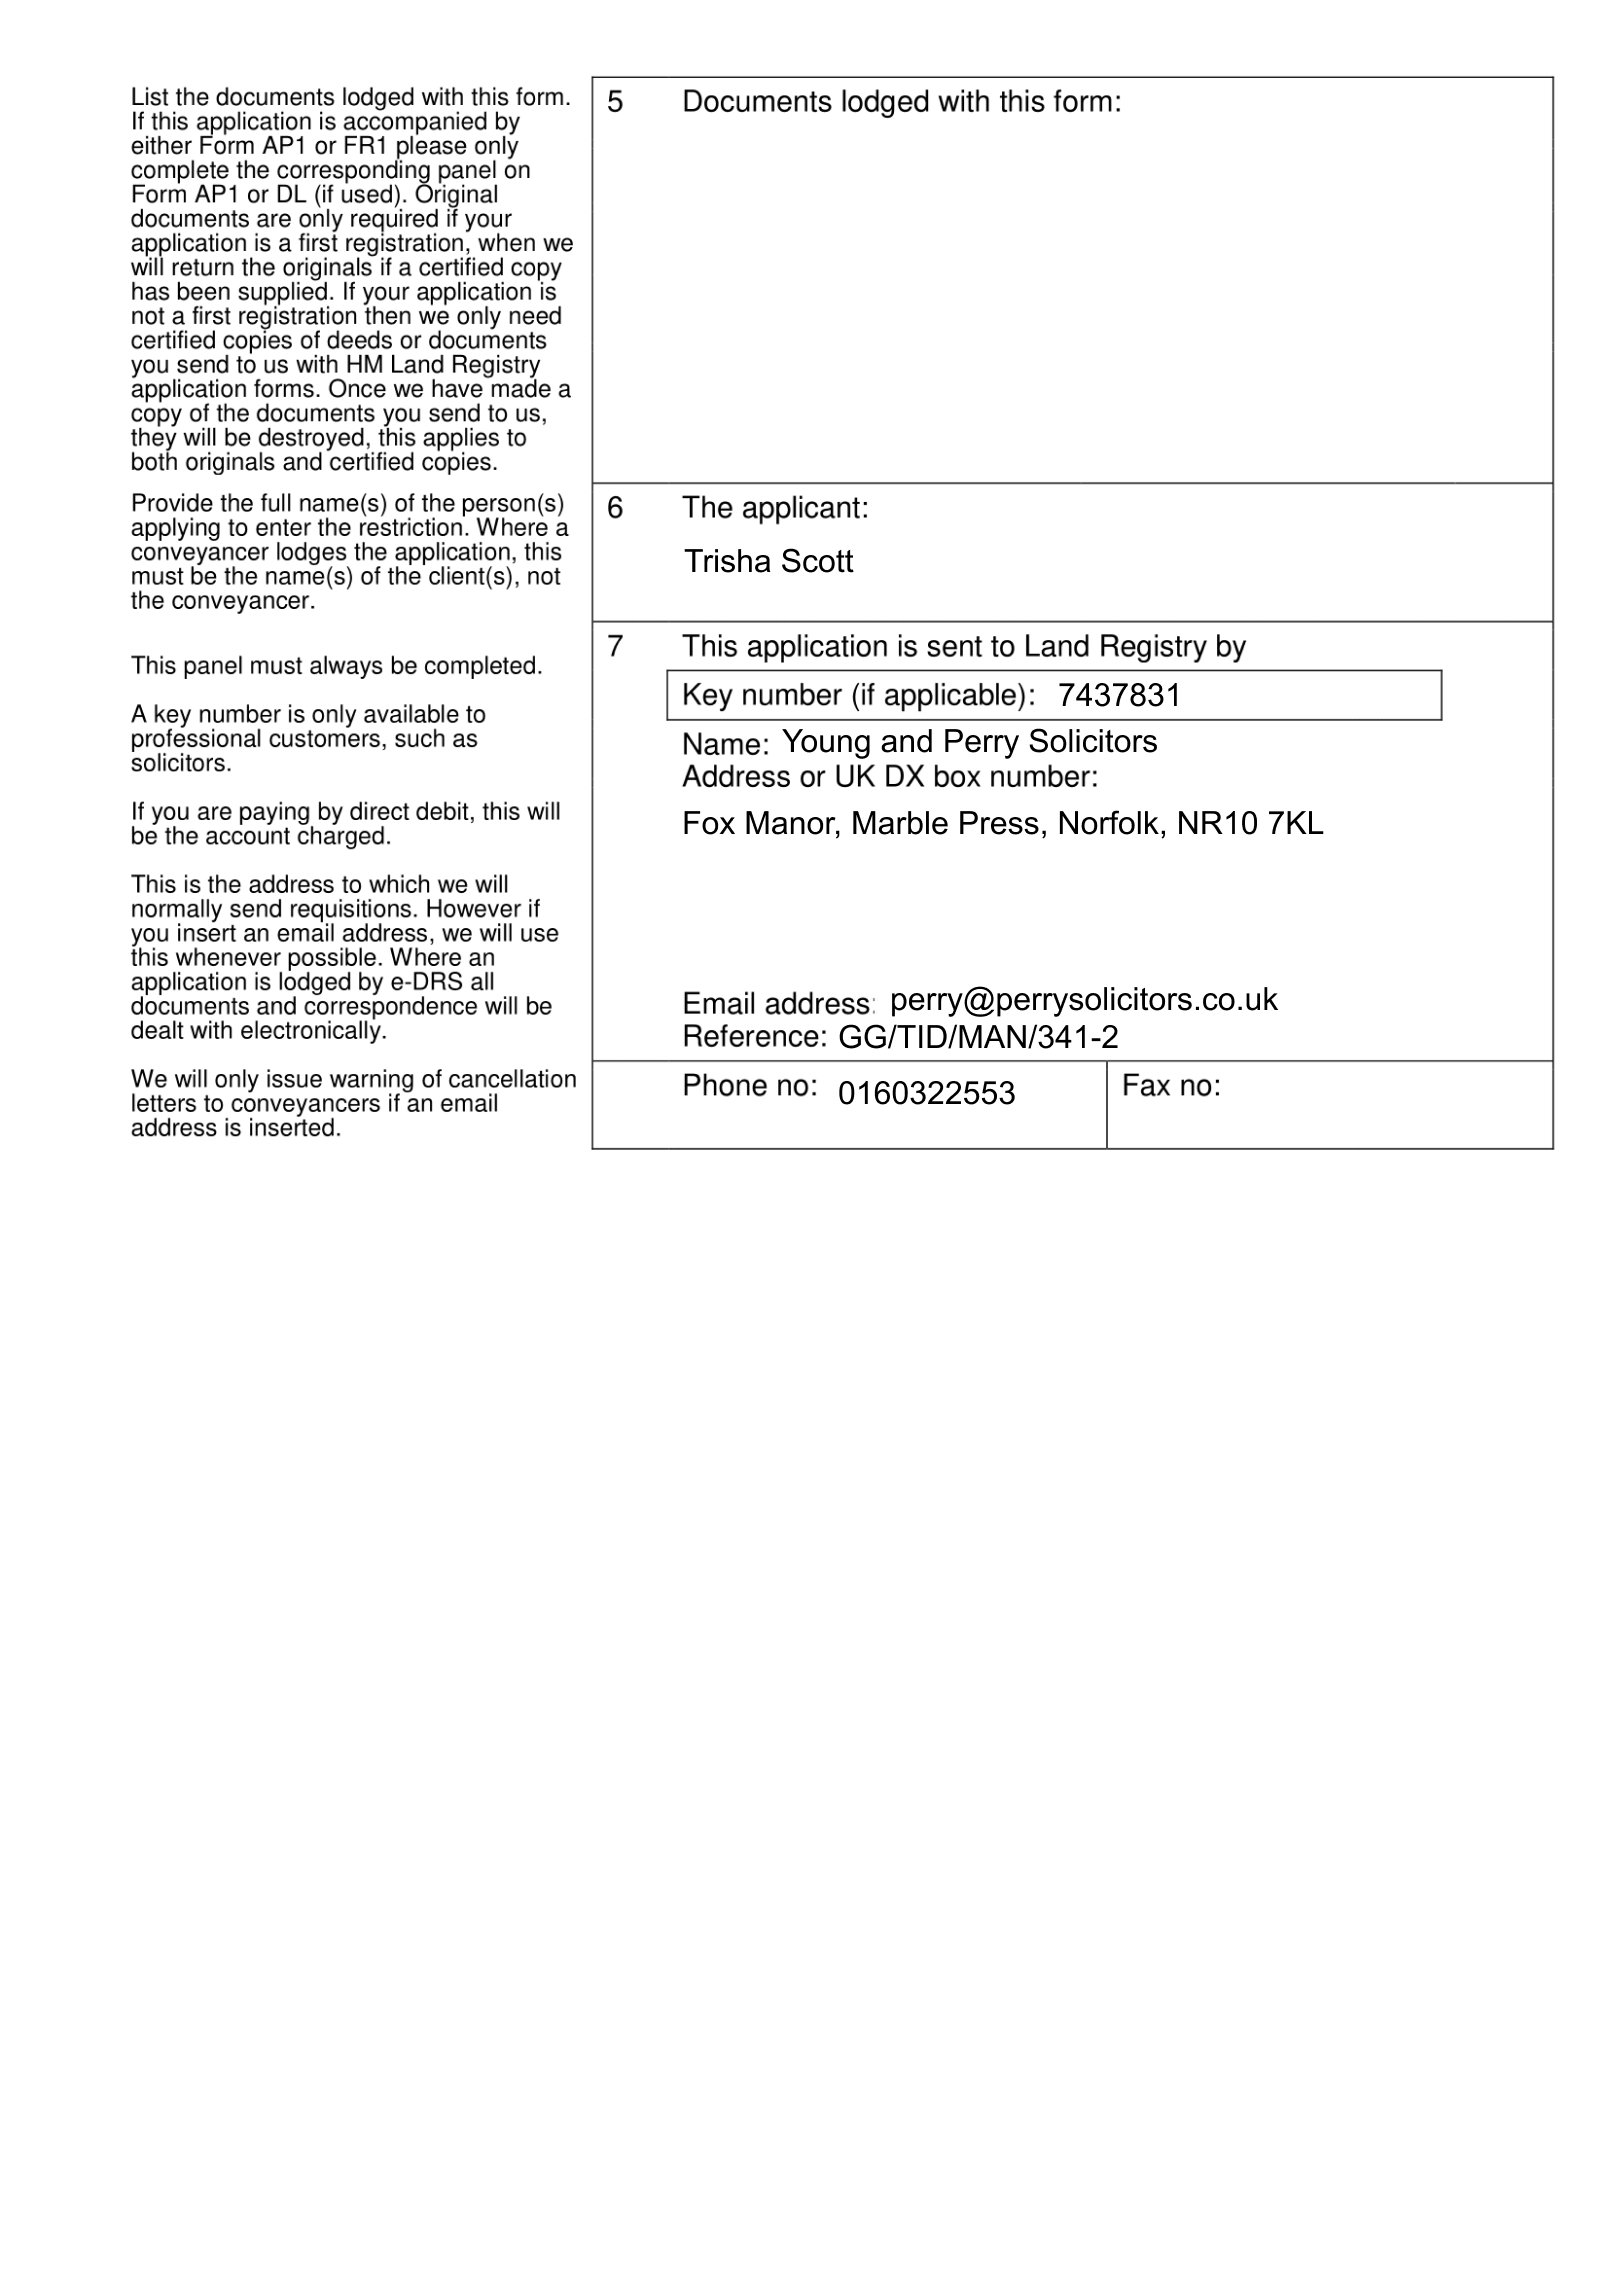 List the documents lodged with this form.
If this application is accompanied by
either Form AP1 or FR1 please only
complete the corresponding panel on
Form AP1 or DL (if used). Original
documents are only required if your
application is a first registration, when we
will return the originals if a certified copy
has been supplied. If your application is
not a first registration then we only need
certified copies of deeds or documents
you send to us with HM Land Registry
application forms. Once we have made a
copy of the documents you send to us,
they will be destroyed, this applies to
both originals and certified copies.
5 Documents lodged with this form:
Provide the full name(s) of the person(s)
applying to enter the restriction. Where a
conveyancer lodges the application, this
must be the name(s) of the client(s), not
the conveyancer.
6 The applicant:
Trisha Scott
This panel must always be completed.
A key number is only available to
professional customers, such as
solicitors.
If you are paying by direct debit, this will
be the account charged.
This is the address to which we will
normally send requisitions. However if
you insert an email address, we will use
this whenever possible. Where an
application is lodged by e-DRS all
documents and correspondence will be
dealt with electronically.
We will only issue warning of cancellation
letters to conveyancers if an email
address is inserted.
7 This application is sent to Land Registry by
Key number (if applicable): 7437831
Name: Young and Perry Solicitors
Address or UK DX box number:
Fox Manor, Marble Press, Norfolk, NR10 7KL
Email address: perry@perrysolicitors.co.uk
Reference: GG/TID/MAN/341-2
Phone no: 0160322553 Fax no: